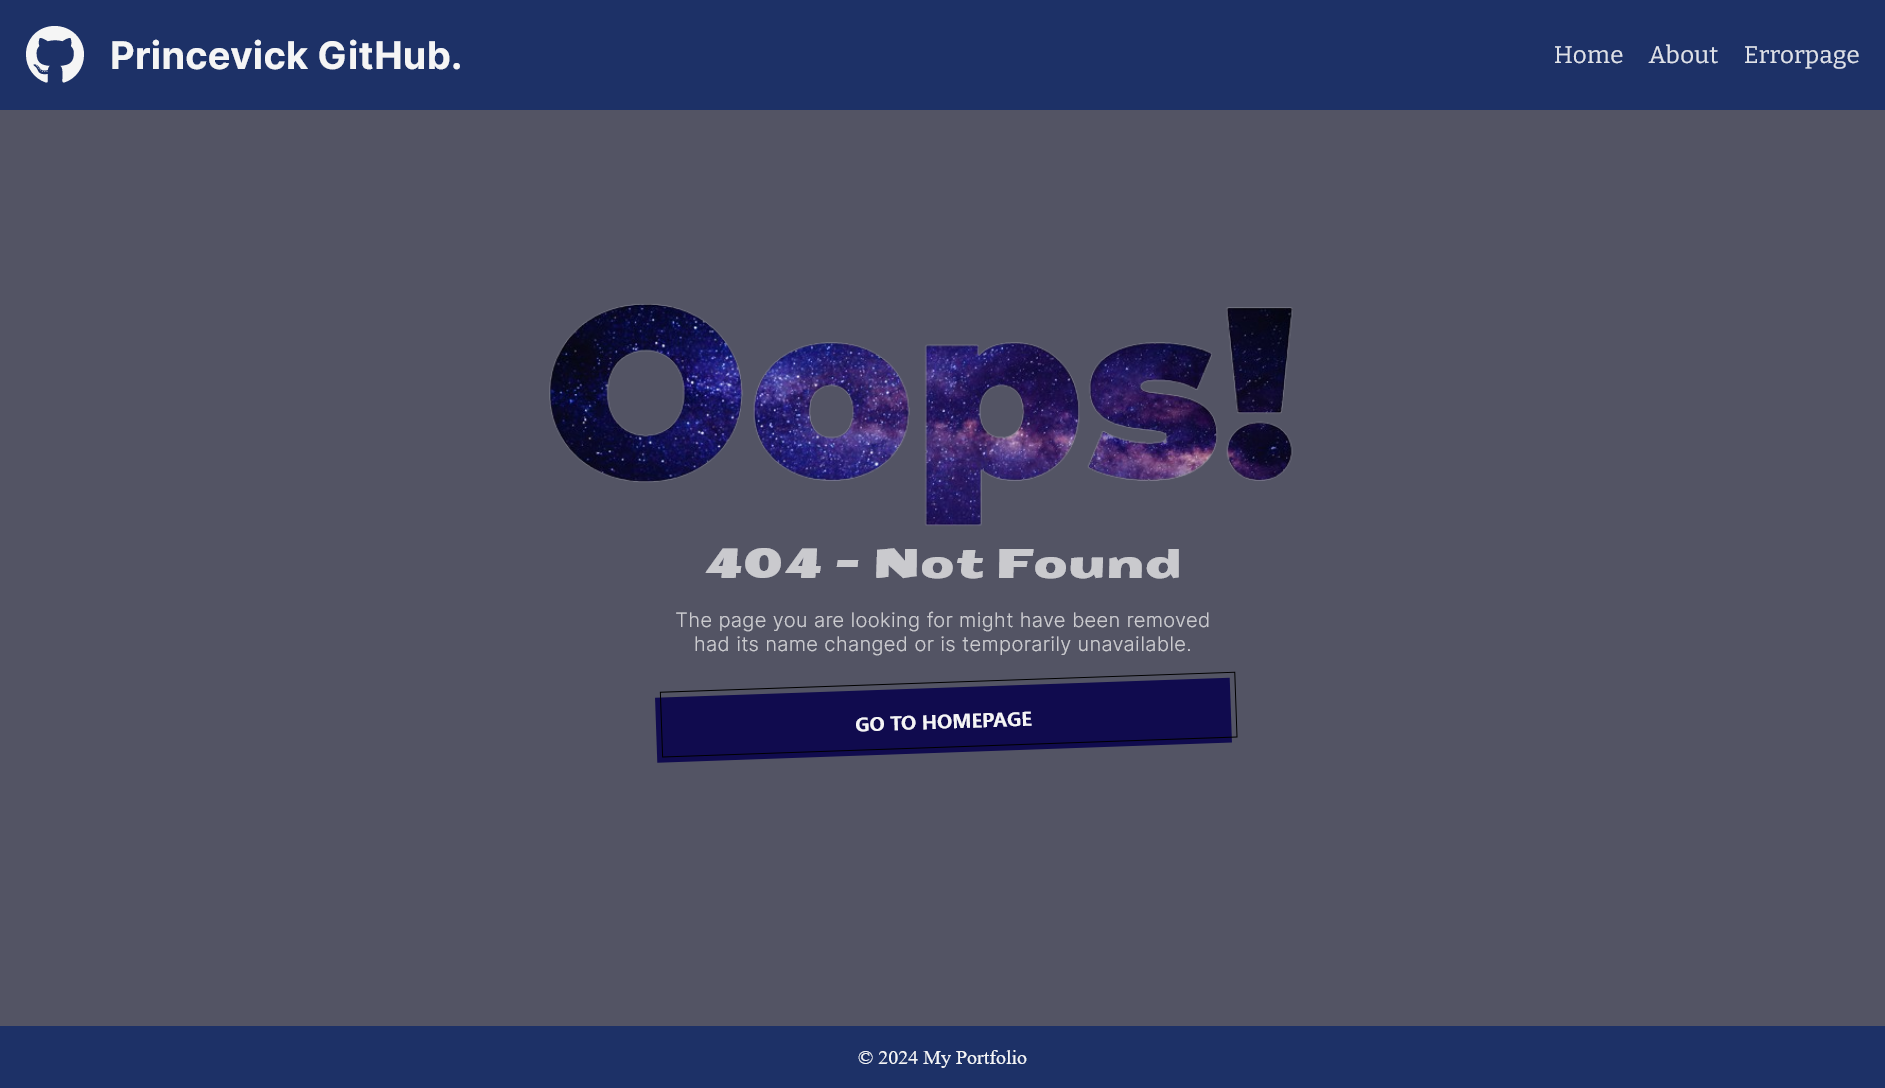 Princevick GitHub.
Home About Errorpage
Oops!
404 - Not Found
The page you are looking for might have been removed
had its name changed or is temporarily unavailable.
GO TO HOMEPAGE
© 2024 My Portfolio